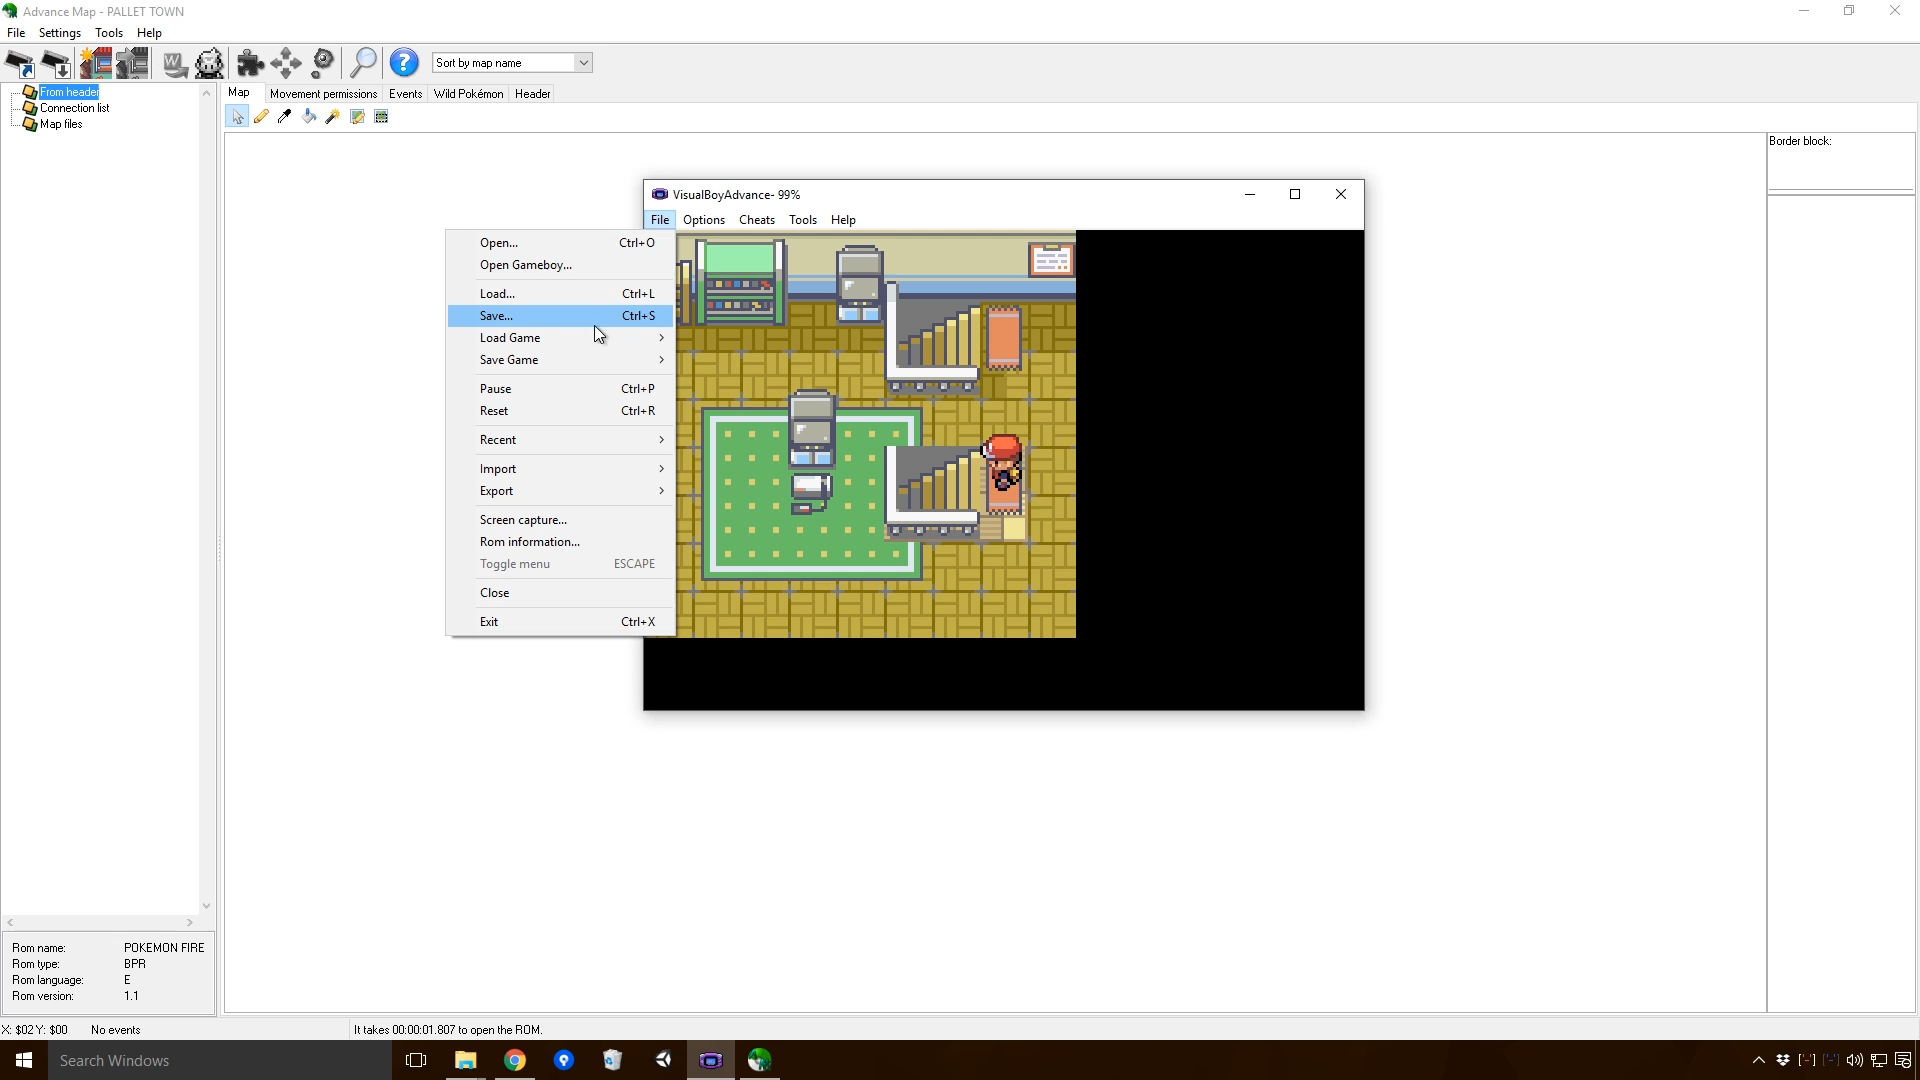 Advance Map - PALLET TOWN
File Settings Tools Help
Sort by map name
From header
Connection list
Map files
Map Movement permissions Events Wild Pokémon Header
Border block:
VisualBoyAdvance- 99%
File Options Cheats Tools Help
Open... Ctrl+O
Open Gameboy...
Load... Ctrl+L
Save... Ctrl+S
Load Game
Save Game
Pause Ctrl+P
Reset Ctrl+R
Recent
Import
Export
Screen capture...
Rom information...
Toggle menu ESCAPE
Close
Exit Ctrl+X
Rom name: POKEMON FIRE
Rom type: BPR
Rom language: E
Rom version: 1.1
X: $02 Y: $00 No events It takes 00:00:01.807 to open the ROM.
Search Windows